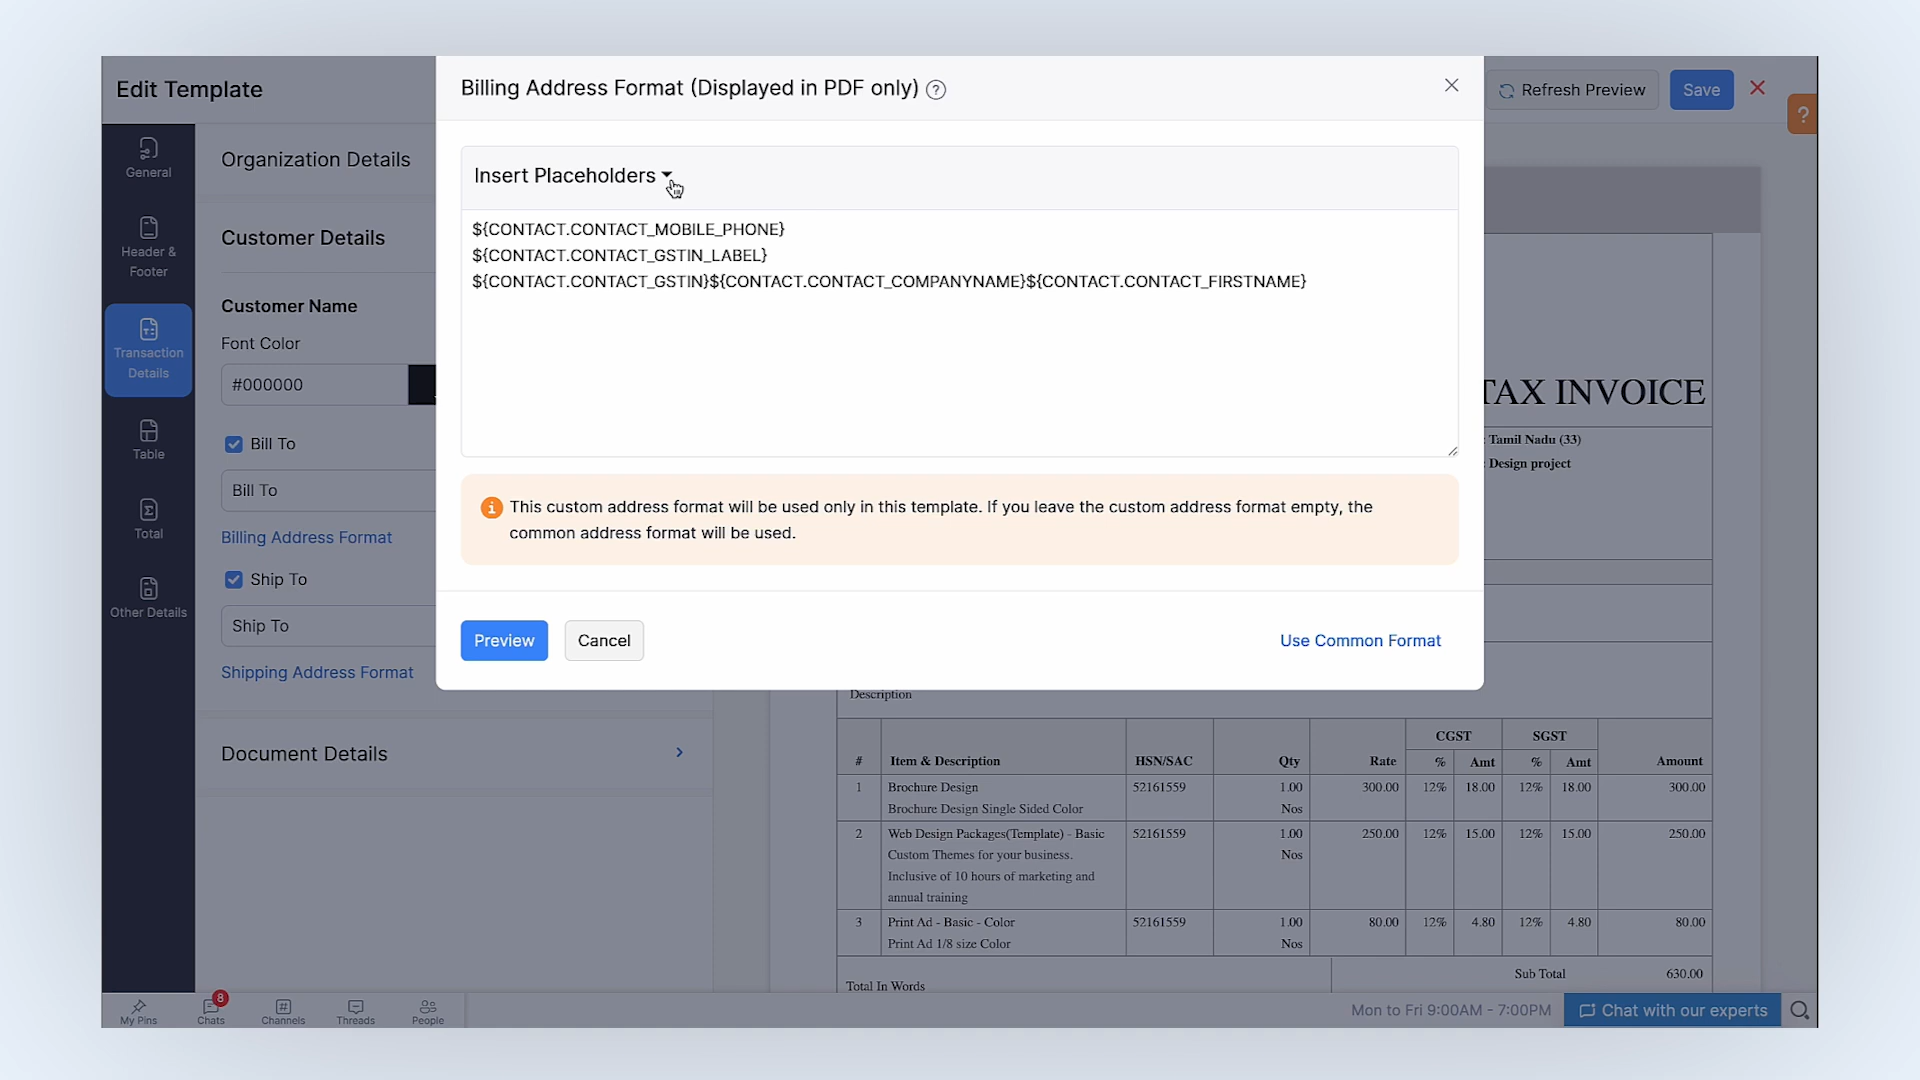 Edit Template
Billing Address Format (Displayed in PDF only) ?
Refresh Preview
Save
?
General
Header &
Footer
Transaction
Details
Table
Total
Other Details
Organization Details
Customer Details
Customer Name
Font Color
#000000
Bill To
Bill To
Billing Address Format
Ship To
Ship To
Shipping Address Format
Document Details
Insert Placeholders
${CONTACT.CONTACT_MOBILE_PHONE}
${CONTACT.CONTACT_GSTIN_LABEL}
${CONTACT.CONTACT_GSTIN}${CONTACT.CONTACT_COMPANYNAME}${CONTACT.CONTACT_FIRSTNAME}
This custom address format will be used only in this template. If you leave the custom address format empty, the
common address format will be used.
Preview
Cancel
Use Common Format
TAX INVOICE
: Tamil Nadu (33)
: Design project
Description
# Item & Description HSN/SAC Qty Rate CGST % Amt SGST % Amt Amount
1 Brochure Design 52161559 1.00 300.00 12% 18.00 12% 18.00 300.00
Brochure Design Single Sided Color Nos
2 Web Design Packages(Template) - Basic 52161559 1.00 250.00 12% 15.00 12% 15.00 250.00
Custom Themes for your business. Nos
Inclusive of 10 hours of marketing and
annual training
3 Print Ad - Basic - Color 52161559 1.00 80.00 12% 4.80 12% 4.80 80.00
Print Ad 1/8 size Color Nos
Sub Total 630.00
Total In Words
My Pins
8
Chats
Channels
Threads
People
Mon to Fri 9:00AM - 7:00PM
Chat with our experts